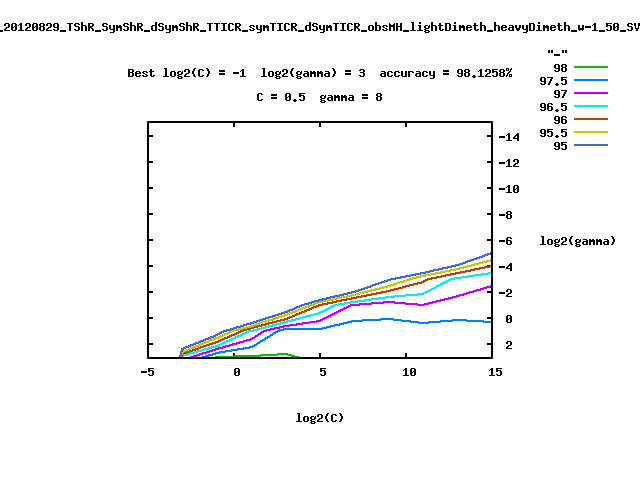 _20120829_TShR_SymShR_dSymShR_TTICR_symTICR_dSymTICR_obsMH_lightDimeth_heavyDimeth_w-1_50_SV
"-"
Best log2(C) = -1 log2(gamma) = 3 accuracy = 98.1258%
C = 0.5 gamma = 8
98
97.5
97
96.5
96
95.5
95
-14
-12
-10
-8
-6
-4
-2
0
2
log2(gamma)
-5 0 5 10 15
log2(C)